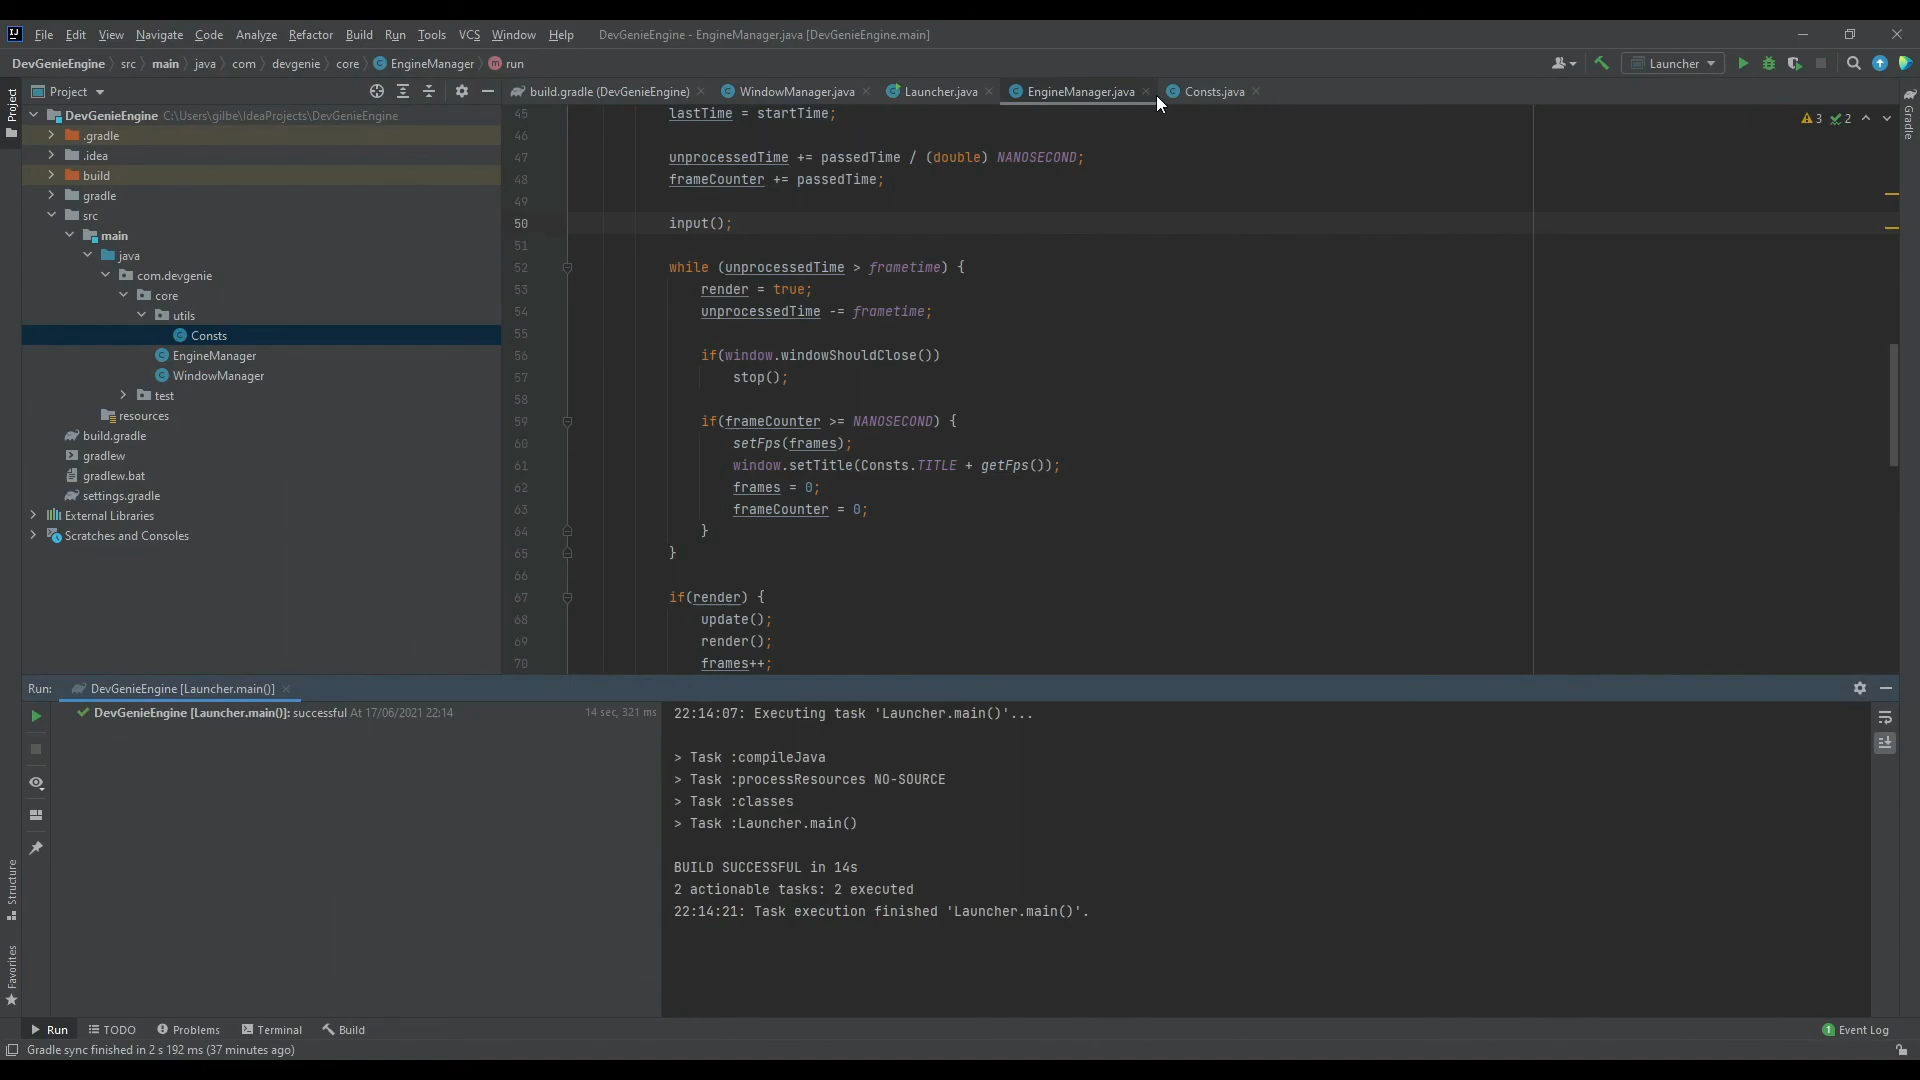 IJ File Edit View Navigate Code Analyze Refactor Build Run Tools VCS Window Help DevGenieEngine - EngineManager.java [DevGenieEngine.main]
DevGenieEngine src main java com devgenie core EngineManager run Launcher
Project build.gradle (DevGenieEngine) WindowManager.java Launcher.java EngineManager.java Consts.java
Project
Gradle
Structure
Favorites
DevGenieEngine C:\Users\gilbe\IdeaProjects\DevGenieEngine
.gradle
.idea
build
gradle
src
main
java
com.devgenie
core
utils
Consts
EngineManager
WindowManager
test
resources
build.gradle
gradlew
gradlew.bat
settings.gradle
External Libraries
Scratches and Consoles
3 2
45 lastTime = startTime;
46
47 unprocessedTime += passedTime / (double) NANOSECOND;
48 frameCounter += passedTime;
49
50 input();
51
52 while (unprocessedTime > frametime) {
53 render = true;
54 unprocessedTime -= frametime;
55
56 if(window.windowShouldClose())
57 stop();
58
59 if(frameCounter >= NANOSECOND) {
60 setFps(frames);
61 window.setTitle(Consts.TITLE + getFps());
62 frames = 0;
63 frameCounter = 0;
64 }
65 }
66
67 if(render) {
68 update();
69 render();
70 frames++;
Run: DevGenieEngine [Launcher.main()]
DevGenieEngine [Launcher.main()]: successful At 17/06/2021 22:14 14 sec, 321 ms
22:14:07: Executing task 'Launcher.main()'...
> Task :compileJava
> Task :processResources NO-SOURCE
> Task :classes
> Task :Launcher.main()
BUILD SUCCESSFUL in 14s
2 actionable tasks: 2 executed
22:14:21: Task execution finished 'Launcher.main()'.
Run TODO Problems Terminal Build 1 Event Log
Gradle sync finished in 2 s 192 ms (37 minutes ago)